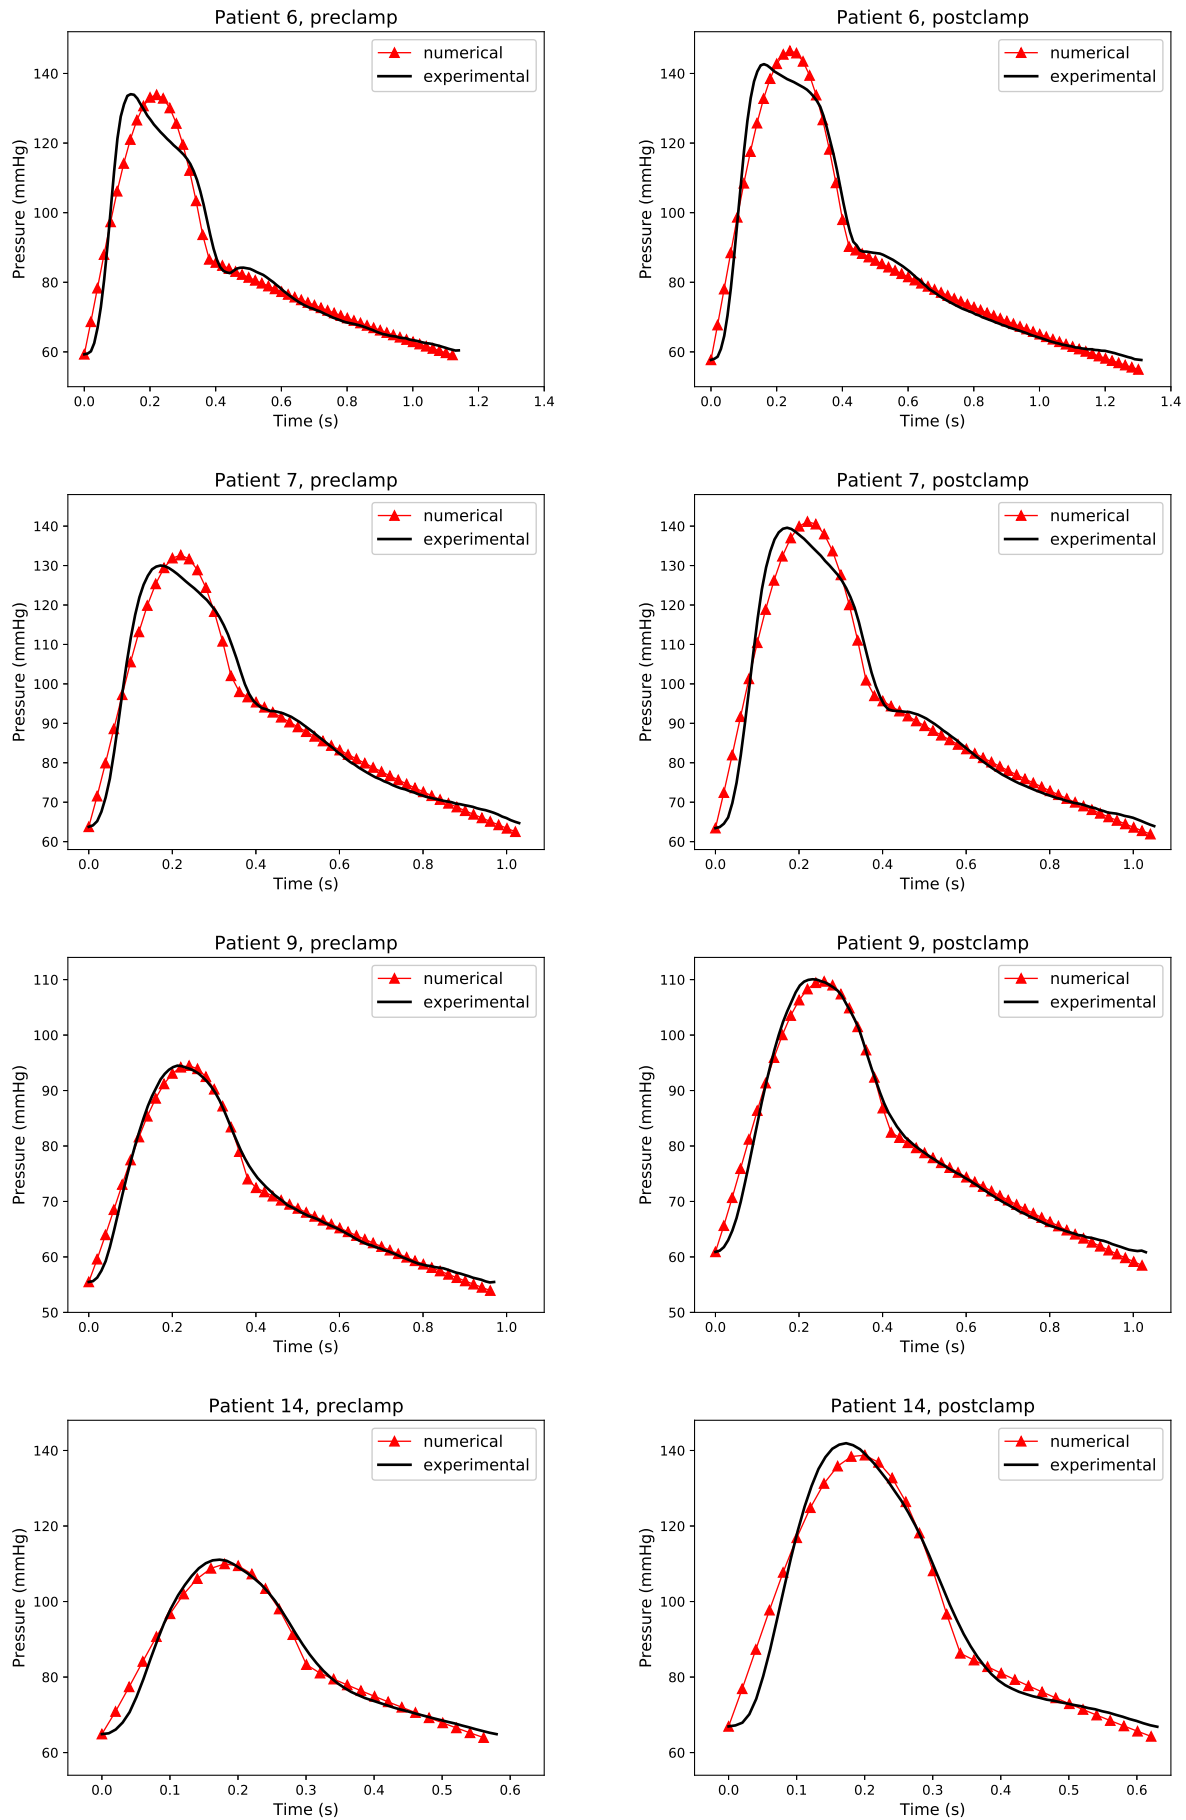 Patient 6, preclamp
numerical
experimental
Pressure (mmHg)
140
120
100
80
60
0.0 0.2 0.4 0.6 0.8 1.0 1.2 1.4
Time (s)
Patient 6, postclamp
numerical
experimental
Pressure (mmHg)
140
120
100
80
60
0.0 0.2 0.4 0.6 0.8 1.0 1.2 1.4
Time (s)
Patient 7, preclamp
numerical
experimental
Pressure (mmHg)
140
130
120
110
100
90
80
70
60
0.0 0.2 0.4 0.6 0.8 1.0
Time (s)
Patient 7, postclamp
numerical
experimental
Pressure (mmHg)
140
130
120
110
100
90
80
70
60
0.0 0.2 0.4 0.6 0.8 1.0
Time (s)
Patient 9, preclamp
numerical
experimental
Pressure (mmHg)
110
100
90
80
70
60
50
0.0 0.2 0.4 0.6 0.8 1.0
Time (s)
Patient 9, postclamp
numerical
experimental
Pressure (mmHg)
110
100
90
80
70
60
50
0.0 0.2 0.4 0.6 0.8 1.0
Time (s)
Patient 14, preclamp
numerical
experimental
Pressure (mmHg)
140
120
100
80
60
0.0 0.1 0.2 0.3 0.4 0.5 0.6
Time (s)
Patient 14, postclamp
numerical
experimental
Pressure (mmHg)
140
120
100
80
60
0.0 0.1 0.2 0.3 0.4 0.5 0.6
Time (s)